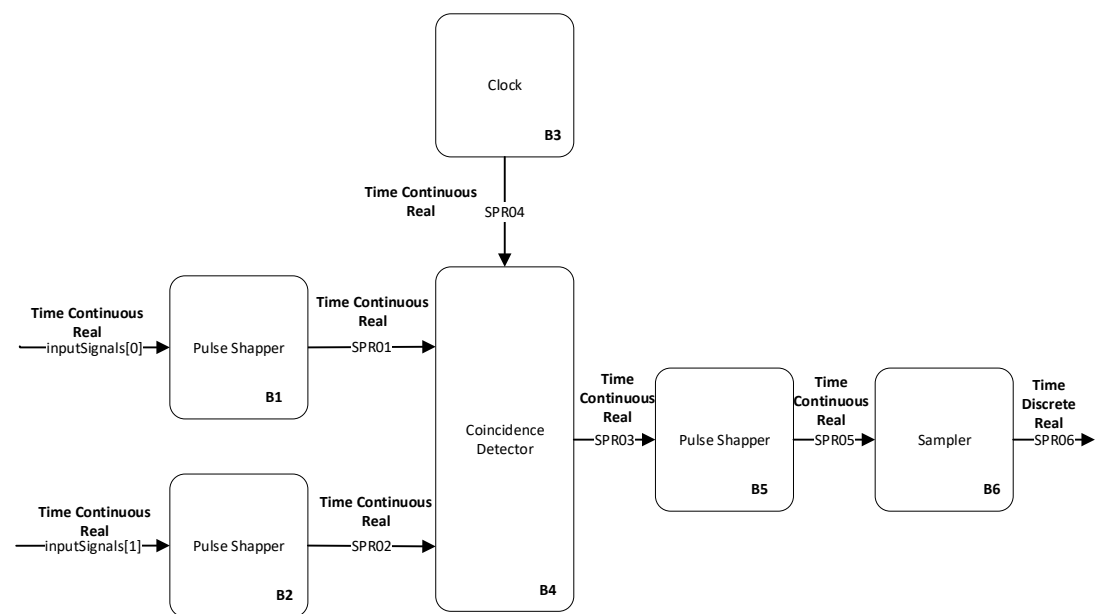 Clock
B3
Time Continuous
Real
SPR04
Time Continuous
Real
inputSignals[0]
Pulse Shapper
B1
Time Continuous
Real
SPR01
Coincidence
Detector
B4
Time
Continuous
Real
SPR03
Pulse Shapper
B5
Time
Continuous
Real
SPR05
Sampler
B6
Time
Discrete
Real
SPR06
Time Continuous
Real
inputSignals[1]
Pulse Shapper
B2
Time Continuous
Real
SPR02